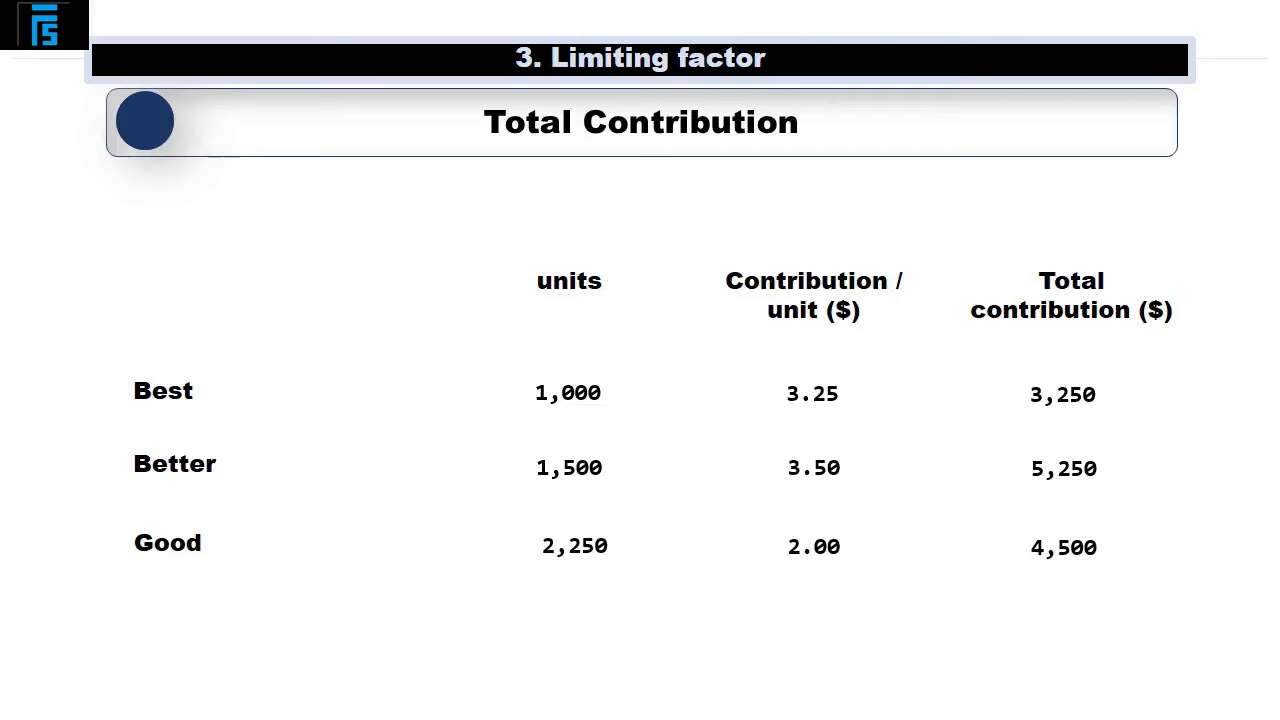 3. Limiting factor
Total Contribution
units Contribution / Total
unit ($) contribution ($)
Best 1,000 3.25 3,250
Better 1,500 3.50 5,250
Good 2,250 2.00 4,500